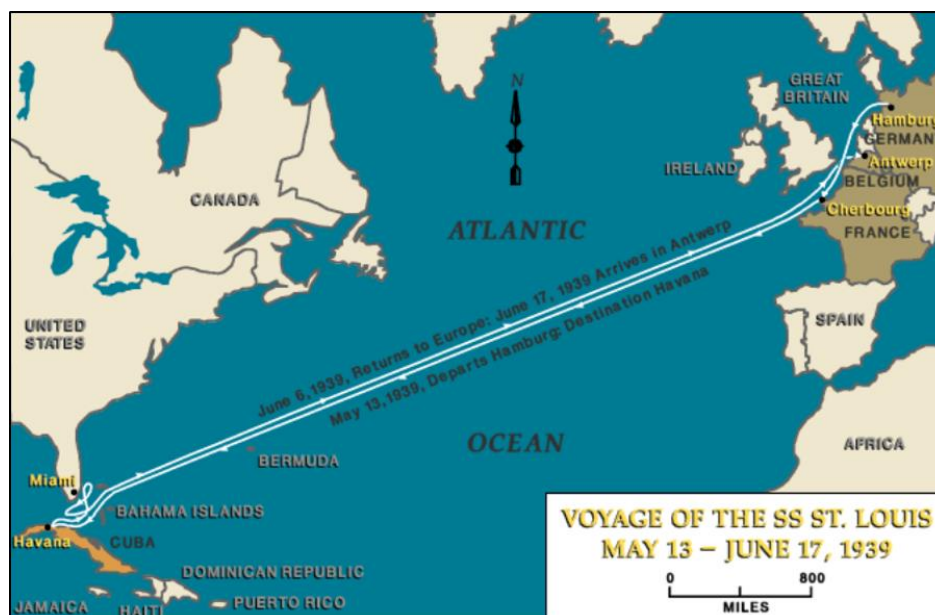 N
GREAT
BRITAIN
Hamburg
GERMANY
IRELAND
Antwerp
BELGIUM
CANADA
Cherbourg
FRANCE
ATLANTIC
June 6,1939, Returns to Europe: June 17, 1939 Arrives in Antwerp
May 13,1939, Departs Hamburg: Destination Havana
UNITED
STATES
SPAIN
OCEAN
AFRICA
BERMUDA
Miami
BAHAMA ISLANDS
Havana
CUBA
DOMINICAN REPUBLIC
JAMAICA
HAITI
PUERTO RICO
VOYAGE OF THE SS ST. LOUIS
MAY 13 – JUNE 17, 1939
0 800
MILES